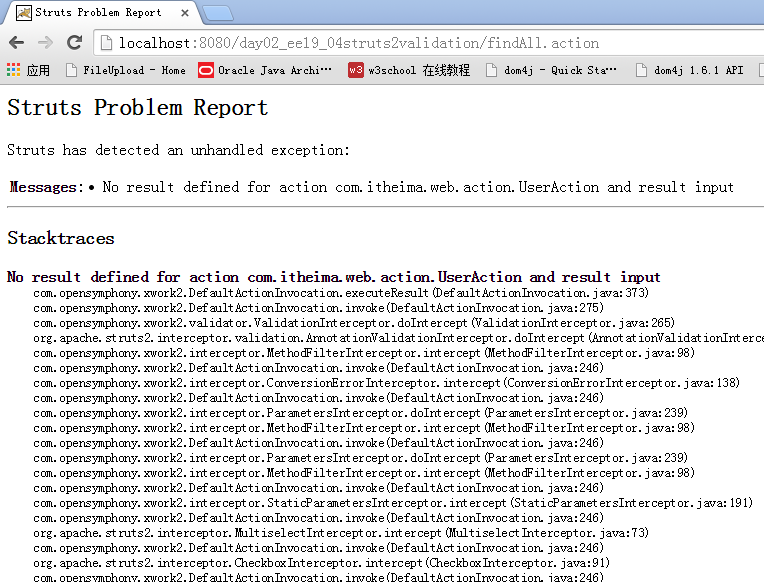 Struts Problem Report
localhost:8080/day02_ee19_04struts2validation/findAll.action
应用 FileUpload - Home Oracle Java Archi… w3 w3school 在线教程 dom4j - Quick Sta… dom4j 1.6.1 API
Struts Problem Report
Struts has detected an unhandled exception:
Messages: • No result defined for action com.itheima.web.action.UserAction and result input
Stacktraces
No result defined for action com.itheima.web.action.UserAction and result input
com.opensymphony.xwork2.DefaultActionInvocation.executeResult(DefaultActionInvocation.java:373)
com.opensymphony.xwork2.DefaultActionInvocation.invoke(DefaultActionInvocation.java:275)
com.opensymphony.xwork2.validator.ValidationInterceptor.doIntercept(ValidationInterceptor.java:265)
org.apache.struts2.interceptor.validation.AnnotationValidationInterceptor.doIntercept(AnnotationValidationInterce
com.opensymphony.xwork2.interceptor.MethodFilterInterceptor.intercept(MethodFilterInterceptor.java:98)
com.opensymphony.xwork2.DefaultActionInvocation.invoke(DefaultActionInvocation.java:246)
com.opensymphony.xwork2.interceptor.ConversionErrorInterceptor.intercept(ConversionErrorInterceptor.java:138)
com.opensymphony.xwork2.DefaultActionInvocation.invoke(DefaultActionInvocation.java:246)
com.opensymphony.xwork2.interceptor.ParametersInterceptor.doIntercept(ParametersInterceptor.java:239)
com.opensymphony.xwork2.interceptor.MethodFilterInterceptor.intercept(MethodFilterInterceptor.java:98)
com.opensymphony.xwork2.DefaultActionInvocation.invoke(DefaultActionInvocation.java:246)
com.opensymphony.xwork2.interceptor.ParametersInterceptor.doIntercept(ParametersInterceptor.java:239)
com.opensymphony.xwork2.interceptor.MethodFilterInterceptor.intercept(MethodFilterInterceptor.java:98)
com.opensymphony.xwork2.DefaultActionInvocation.invoke(DefaultActionInvocation.java:246)
com.opensymphony.xwork2.interceptor.StaticParametersInterceptor.intercept(StaticParametersInterceptor.java:191)
com.opensymphony.xwork2.DefaultActionInvocation.invoke(DefaultActionInvocation.java:246)
org.apache.struts2.interceptor.MultiselectInterceptor.intercept(MultiselectInterceptor.java:73)
com.opensymphony.xwork2.DefaultActionInvocation.invoke(DefaultActionInvocation.java:246)
org.apache.struts2.interceptor.CheckboxInterceptor.intercept(CheckboxInterceptor.java:91)
com.opensymphony.xwork2.DefaultActionInvocation.invoke(DefaultActionInvocation.java:246)